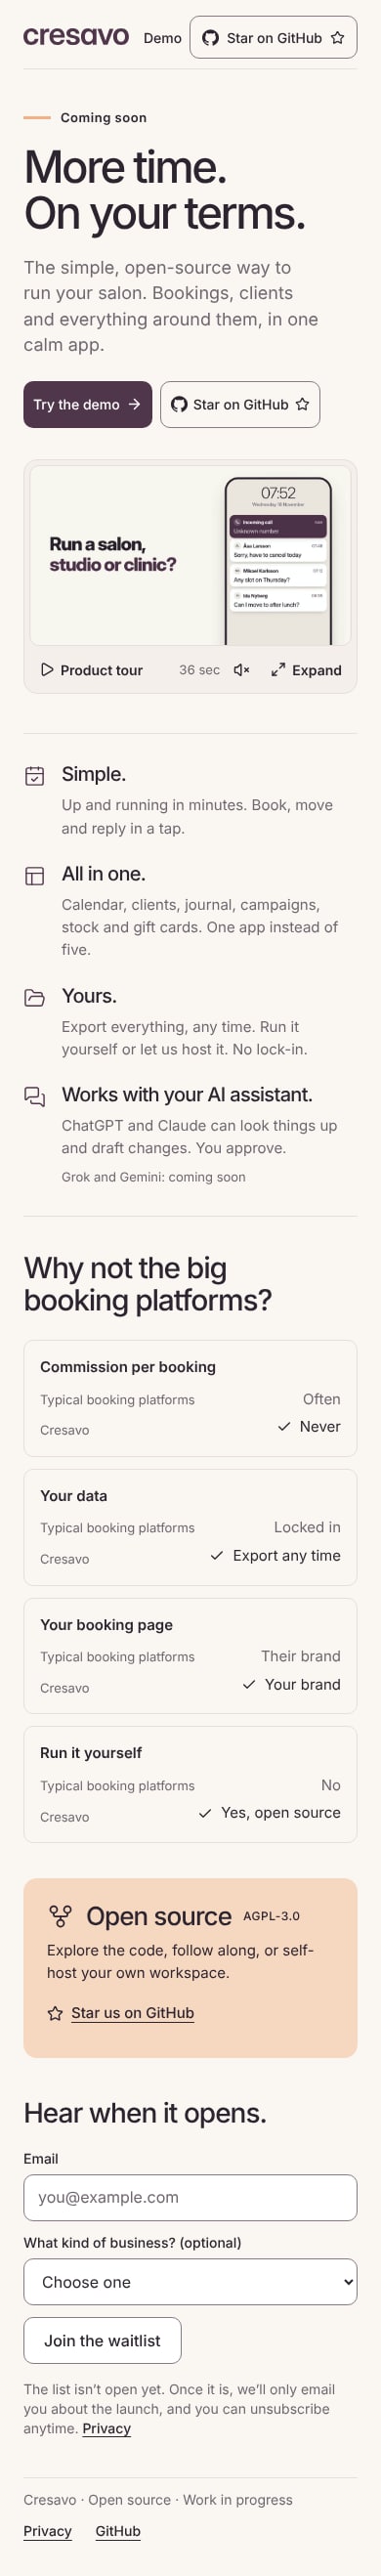 cresavo Demo Star on GitHub
Coming soon
More time.
On your terms.
The simple, open-source way to
run your salon. Bookings, clients
and everything around them, in one
calm app.
Try the demo Star on GitHub
07:52
Wednesday 18 November
Incoming call now
Unknown number
Åse Larssen 07:48
Sorry, have to cancel today
Mikael Karlsson 07:12
Any slot on Thursday?
Ida Nyberg
Can I move to after lunch?
Run a salon,
studio or clinic?
Product tour 36 sec Expand
Simple.
Up and running in minutes. Book, move
and reply in a tap.
All in one.
Calendar, clients, journal, campaigns,
stock and gift cards. One app instead of
five.
Yours.
Export everything, any time. Run it
yourself or let us host it. No lock-in.
Works with your AI assistant.
ChatGPT and Claude can look things up
and draft changes. You approve.
Grok and Gemini: coming soon
Why not the big
booking platforms?
Commission per booking
Typical booking platforms Often
Cresavo Never
Your data
Typical booking platforms Locked in
Cresavo Export any time
Your booking page
Typical booking platforms Their brand
Cresavo Your brand
Run it yourself
Typical booking platforms No
Cresavo Yes, open source
Open source AGPL-3.0
Explore the code, follow along, or self-
host your own workspace.
Star us on GitHub
Hear when it opens.
Email
you@example.com
What kind of business? (optional)
Choose one
Join the waitlist
The list isn’t open yet. Once it is, we’ll only email
you about the launch, and you can unsubscribe
anytime. Privacy
Cresavo · Open source · Work in progress
Privacy GitHub